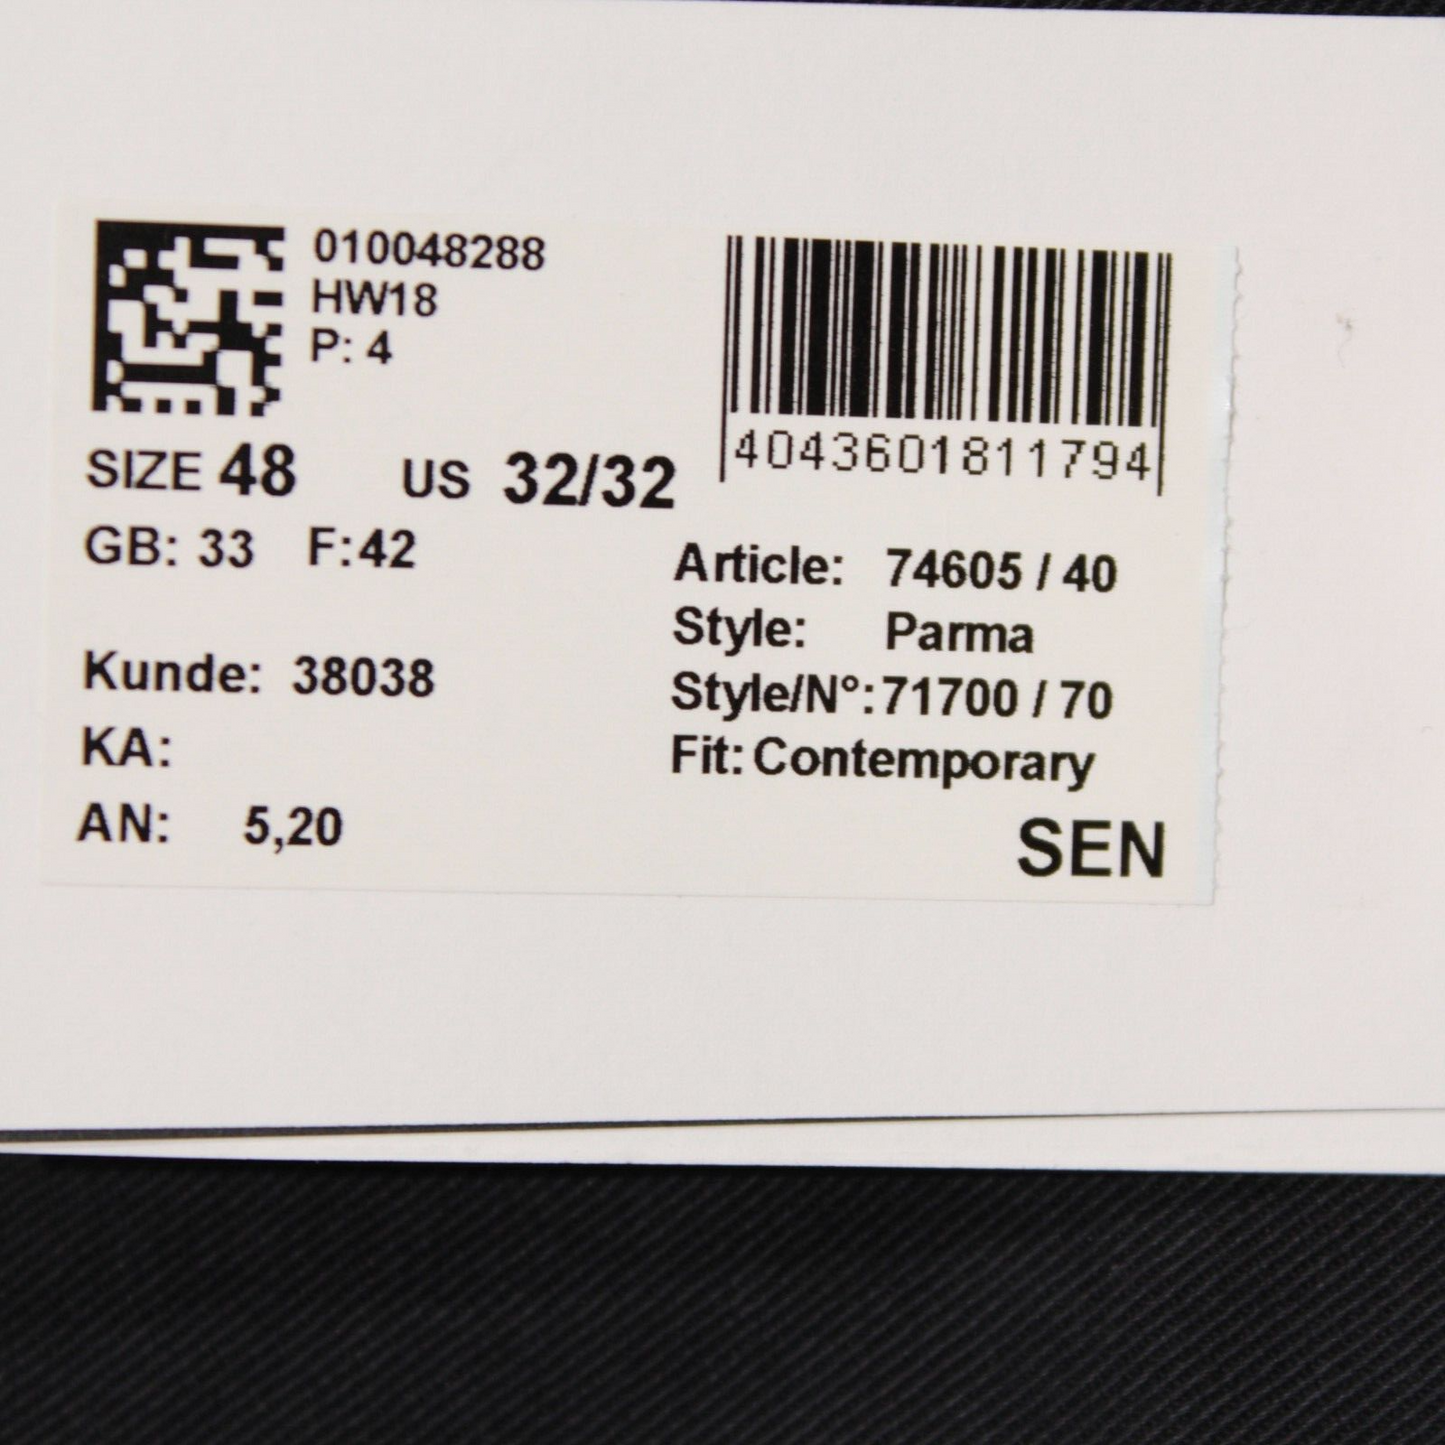 010048288
HW18
P: 4
SIZE 48 US 32/32
GB: 33 F:42
Kunde: 38038
KA:
AN: 5,20
4043601811794
Article: 74605 / 40
Style: Parma
Style/N°: 71700 / 70
Fit: Contemporary
SEN